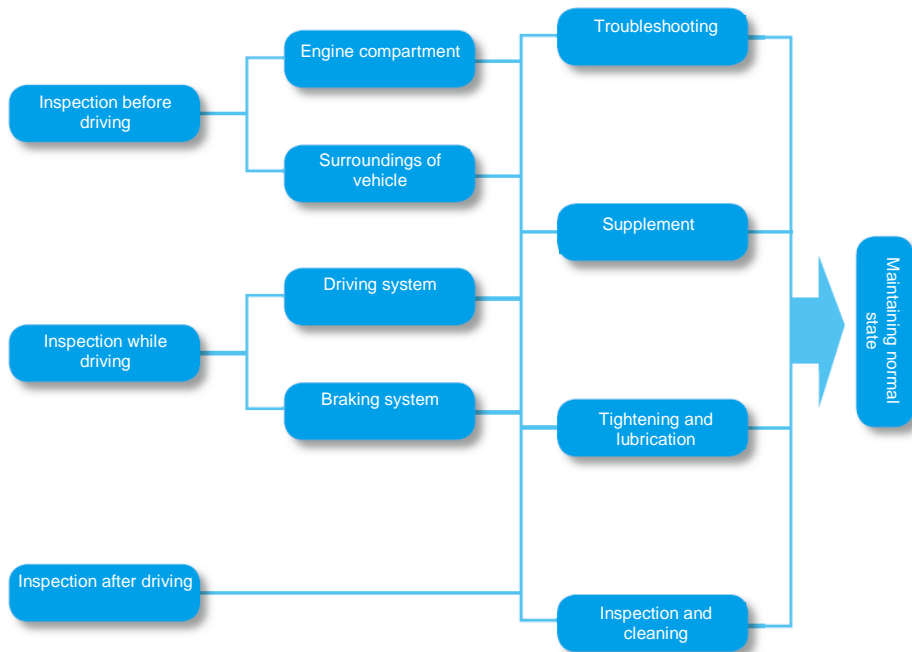 Inspection before
driving
Inspection while
driving
Inspection after driving
Engine compartment
Surroundings of
vehicle
Driving system
Braking system
Troubleshooting
Supplement
Tightening and
lubrication
Inspection and
cleaning
Maintaining normal
state